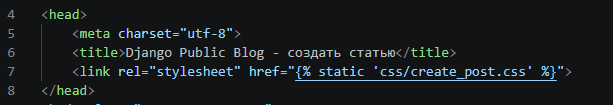 4 <head>
5 <meta charset="utf-8">
6 <title>Django Public Blog - создать статью</title>
7 <link rel="stylesheet" href="{% static 'css/create_post.css' %}">
8 </head>